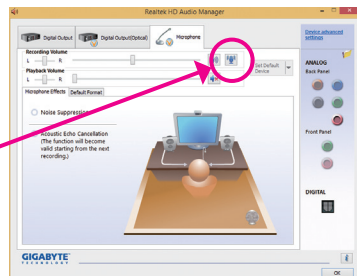 Realtek HD Audio Manager
Digital Output
Digital Output(Optical)
Microphone
Device advanced
settings
Recording Volume
L
R
Set Default
Device
Playback Volume
L
R
ANALOG
Back Panel
Microphone Effects
Default Format
Noise Suppression
Acoustic Echo Cancellation
(The function will become
valid starting from the next
recording.)
Front Panel
DIGITAL
GIGABYTE
TECHNOLOGY
i
OK